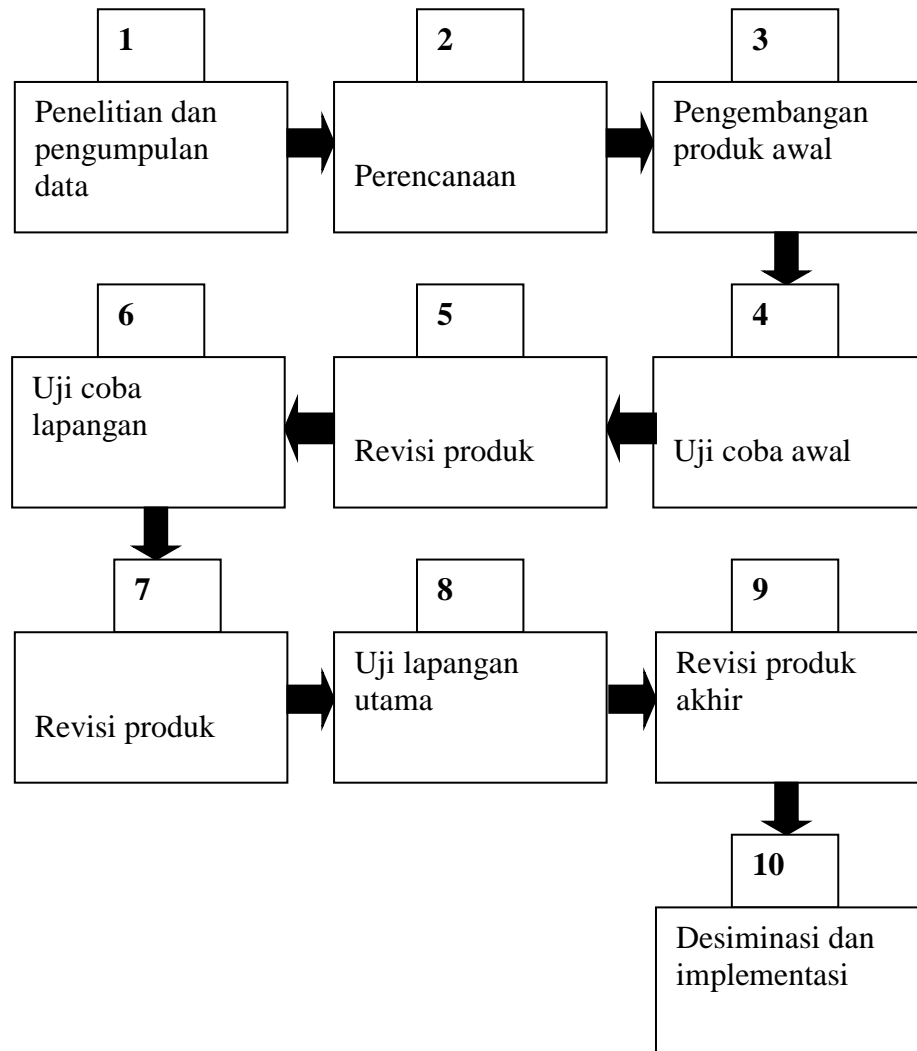 1
Penelitian dan
pengumpulan
data
2
Perencanaan
3
Pengembangan
produk awal
4
Uji coba awal
5
Revisi produk
6
Uji coba
lapangan
7
Revisi produk
8
Uji lapangan
utama
9
Revisi produk
akhir
10
Desiminasi dan
implementasi